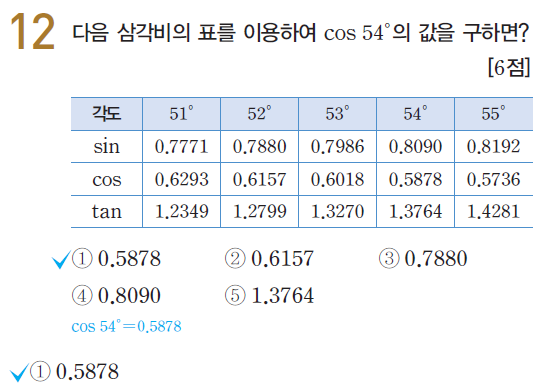 12 다음 삼각비의 표를 이용하여 cos 54°의 값을 구하면?
[6점]
각도 51° 52° 53° 54° 55°
sin 0.7771 0.7880 0.7986 0.8090 0.8192
cos 0.6293 0.6157 0.6018 0.5878 0.5736
tan 1.2349 1.2799 1.3270 1.3764 1.4281
✓① 0.5878 ② 0.6157 ③ 0.7880
④ 0.8090 ⑤ 1.3764
cos 54°=0.5878
✓① 0.5878